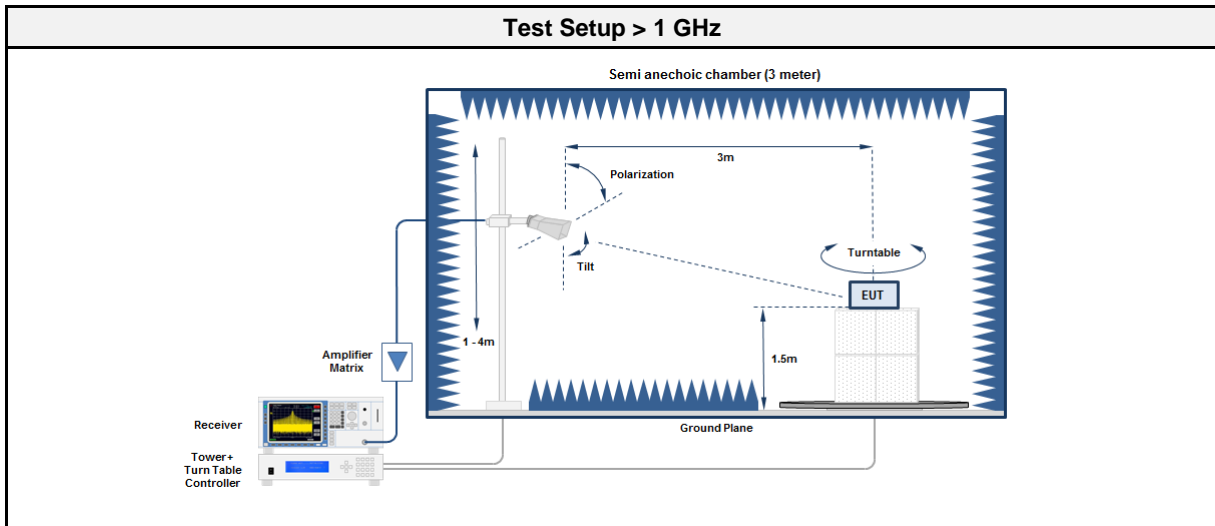 Test Setup > 1 GHz
Semi anechoic chamber (3 meter)
3m
Polarization
Tilt
Turntable
EUT
1 - 4m
1.5m
Amplifier
Matrix
Receiver
Ground Plane
Tower+
Turn Table
Controller